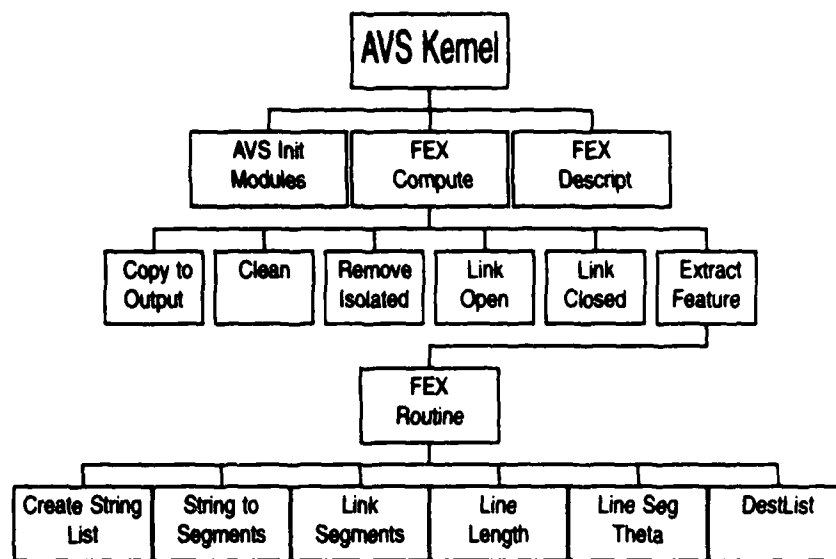 AVS Kernel
AVS Init
Modules
FEX
Compute
FEX
Descript
Copy to
Output
Clean
Remove
Isolated
Link
Open
Link
Closed
Extract
Feature
FEX
Routine
Create String
List
String to
Segments
Link
Segments
Line
Length
Line Seg
Theta
DestList